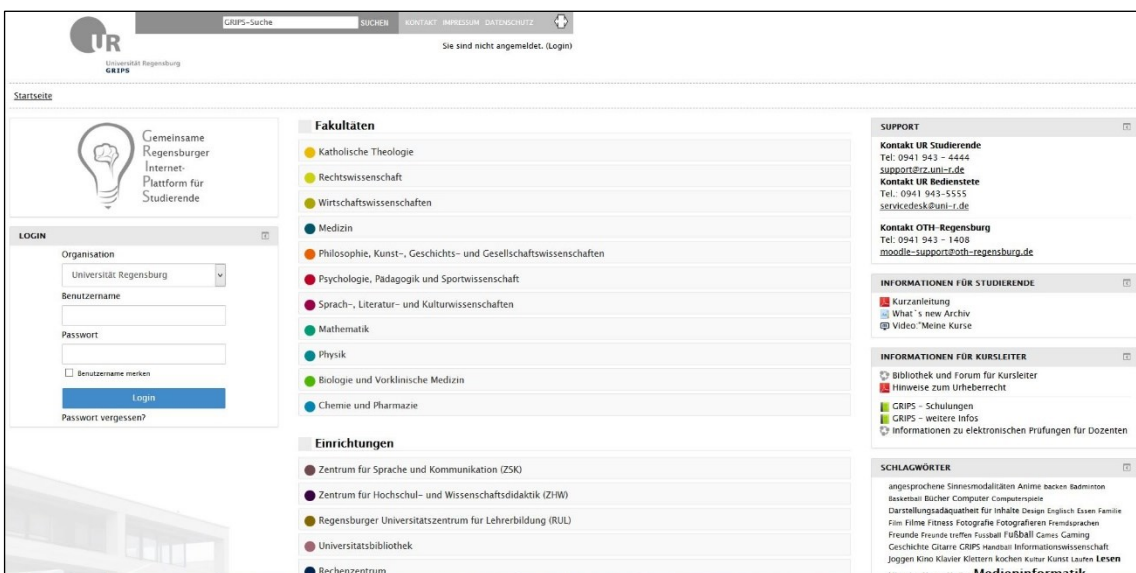 GRIPS-Suche
SUCHEN
KONTAKT IMPRESSUM DATENSCHUTZ
UR
Universität Regensburg
GRIPS
Sie sind nicht angemeldet. (Login)
Startseite
Gemeinsame
Regensburger
Internet-
Plattform für
Studierende
LOGIN
Organisation
Universität Regensburg
Benutzername
Passwort
Benutzername merken
Login
Passwort vergessen?
Fakultäten
Katholische Theologie
Rechtswissenschaft
Wirtschaftswissenschaften
Medizin
Philosophie, Kunst-, Geschichts- und Gesellschaftswissenschaften
Psychologie, Pädagogik und Sportwissenschaft
Sprach-, Literatur- und Kulturwissenschaften
Mathematik
Physik
Biologie und Vorklinische Medizin
Chemie und Pharmazie
Einrichtungen
Zentrum für Sprache und Kommunikation (ZSK)
Zentrum für Hochschul- und Wissenschaftsdidaktik (ZHW)
Regensburger Universitätszentrum für Lehrerbildung (RUL)
Universitätsbibliothek
Rechenzentrum
SUPPORT
Kontakt UR Studierende
Tel: 0941 943 - 4444
support@rz.uni-r.de
Kontakt UR Bedienstete
Tel.: 0941 943-5555
servicedesk@uni-r.de
Kontakt OTH-Regensburg
Tel: 0941 943 - 1408
moodle-support@oth-regensburg.de
INFORMATIONEN FÜR STUDIERENDE
Kurzanleitung
What`s new Archiv
Video:"Meine Kurse
INFORMATIONEN FÜR KURSLEITER
Bibliothek und Forum für Kursleiter
Hinweise zum Urheberrecht
GRIPS - Schulungen
GRIPS - weitere Infos
Informationen zu elektronischen Prüfungen für Dozenten
SCHLAGWÖRTER
angesprochene Sinnesmodalitäten Anime backen Badminton
Basketball Bücher Computer Computerspiele
Darstellungsadäquatheit für Inhalte Design Englisch Essen Familie
Film Filme Fitness Fotografie Fotografieren Fremdsprachen
Freunde Freunde treffen Fussball Fußball Games Gaming
Geschichte Gitarre GRIPS Handball Informationswissenschaft
Joggen Kino Klavier Klettern kochen Kultur Kunst Laufen Lesen
Medieninformatik